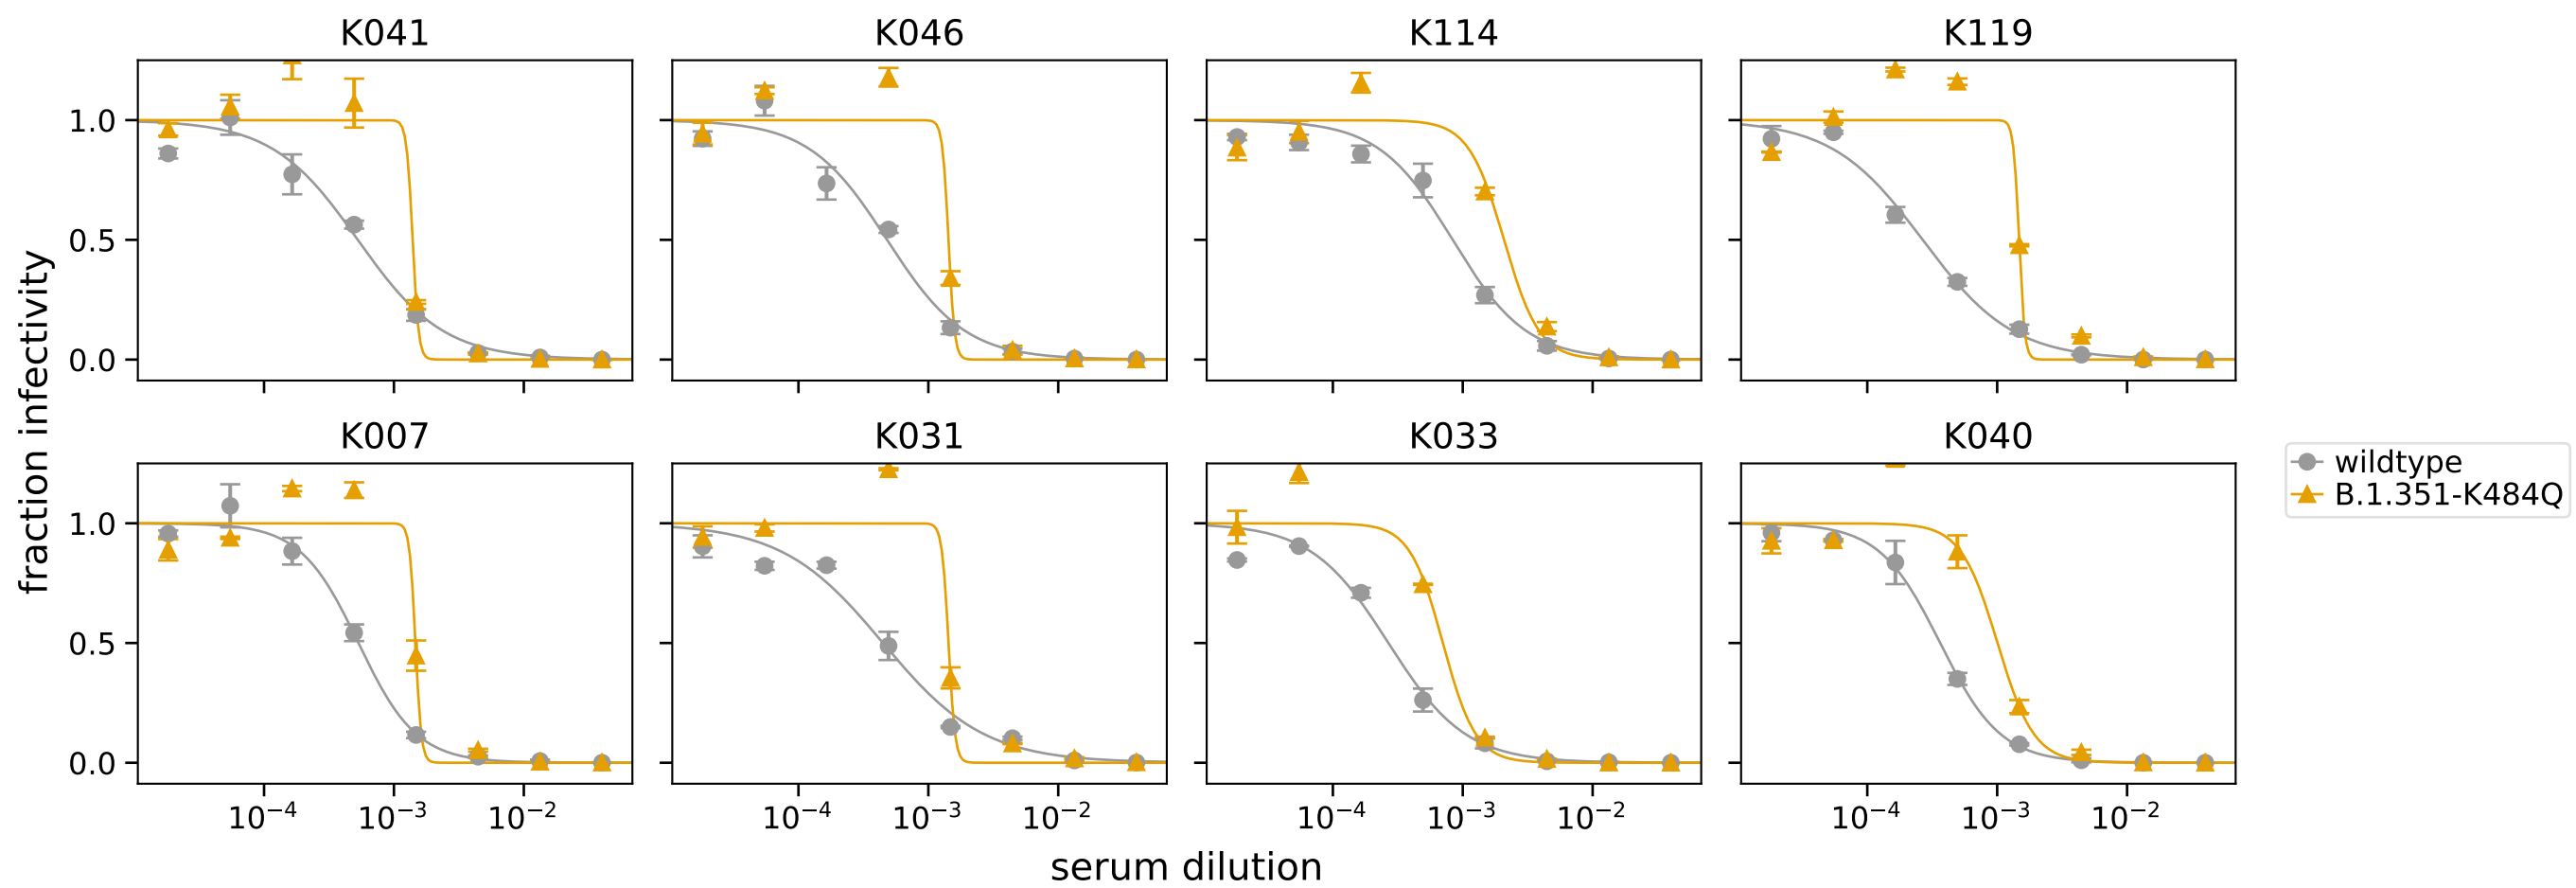 K041 K046 K114 K119
1.0
0.5
0.0
K007 K031 K033 K040
1.0
0.5
0.0
10⁻⁴ 10⁻³ 10⁻² 10⁻⁴ 10⁻³ 10⁻² 10⁻⁴ 10⁻³ 10⁻² 10⁻⁴ 10⁻³ 10⁻²
serum dilution
fraction infectivity
wildtype
B.1.351-K484Q